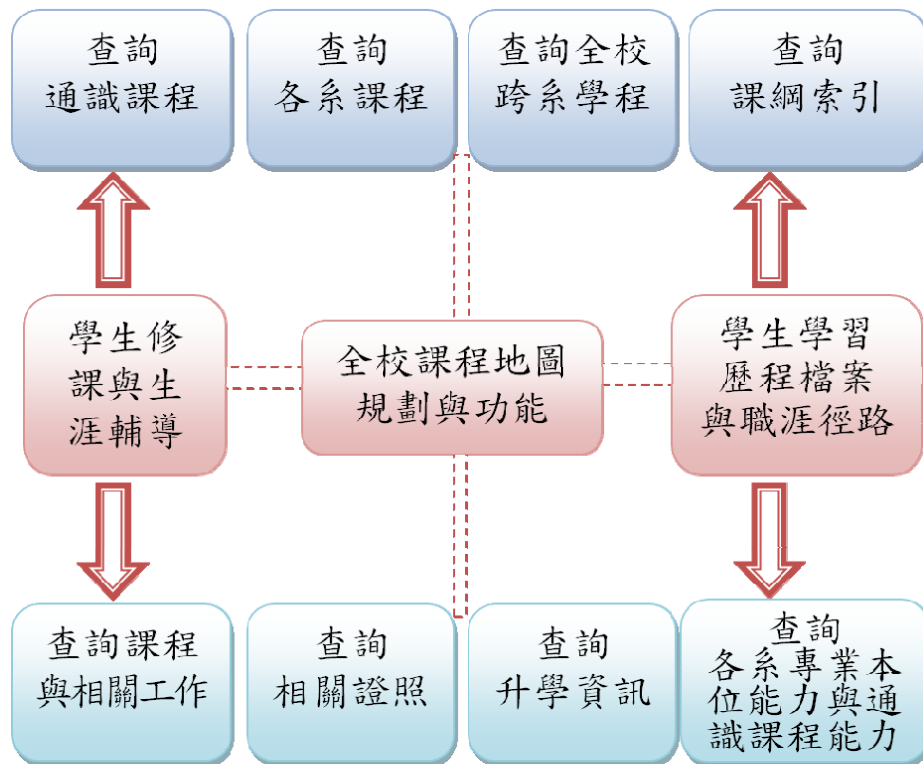 查詢
通識課程
查詢
各系課程
查詢全校
跨系學程
查詢
課綱索引
學生修
課與生
涯輔導
全校課程地圖
規劃與功能
學生學習
歷程檔案
與職涯徑路
查詢課程
與相關工作
查詢
相關證照
查詢
升學資訊
查詢
各系專業本
位能力與通
識課程能力